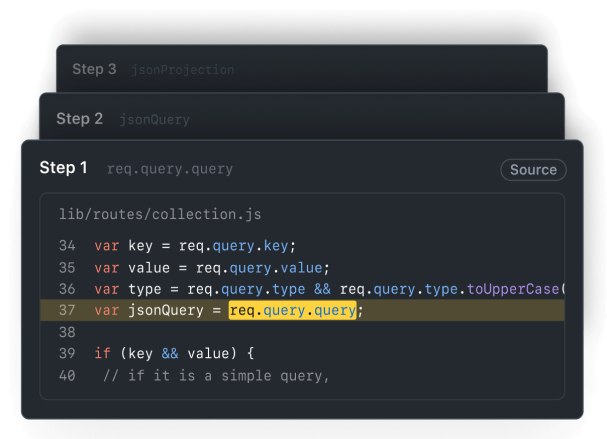 Step 3 jsonProjection
Step 2 jsonQuery
Step 1 req.query.query Source
lib/routes/collection.js
34 var key = req.query.key;
35 var value = req.query.value;
36 var type = req.query.type && req.query.type.toUpperCase(
37 var jsonQuery = req.query.query;
38
39 if (key && value) {
40 // if it is a simple query,